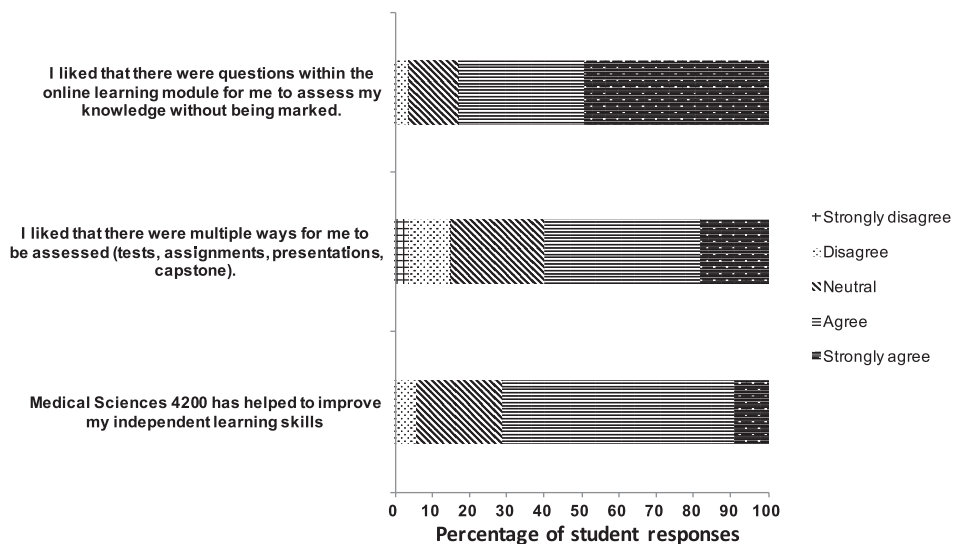 I liked that there were questions within the
online learning module for me to assess my
knowledge without being marked.
I liked that there were multiple ways for me to
be assessed (tests, assignments, presentations,
capstone).
Medical Sciences 4200 has helped to improve
my independent learning skills
Strongly disagree
Disagree
Neutral
Agree
Strongly agree
0 10 20 30 40 50 60 70 80 90 100
Percentage of student responses